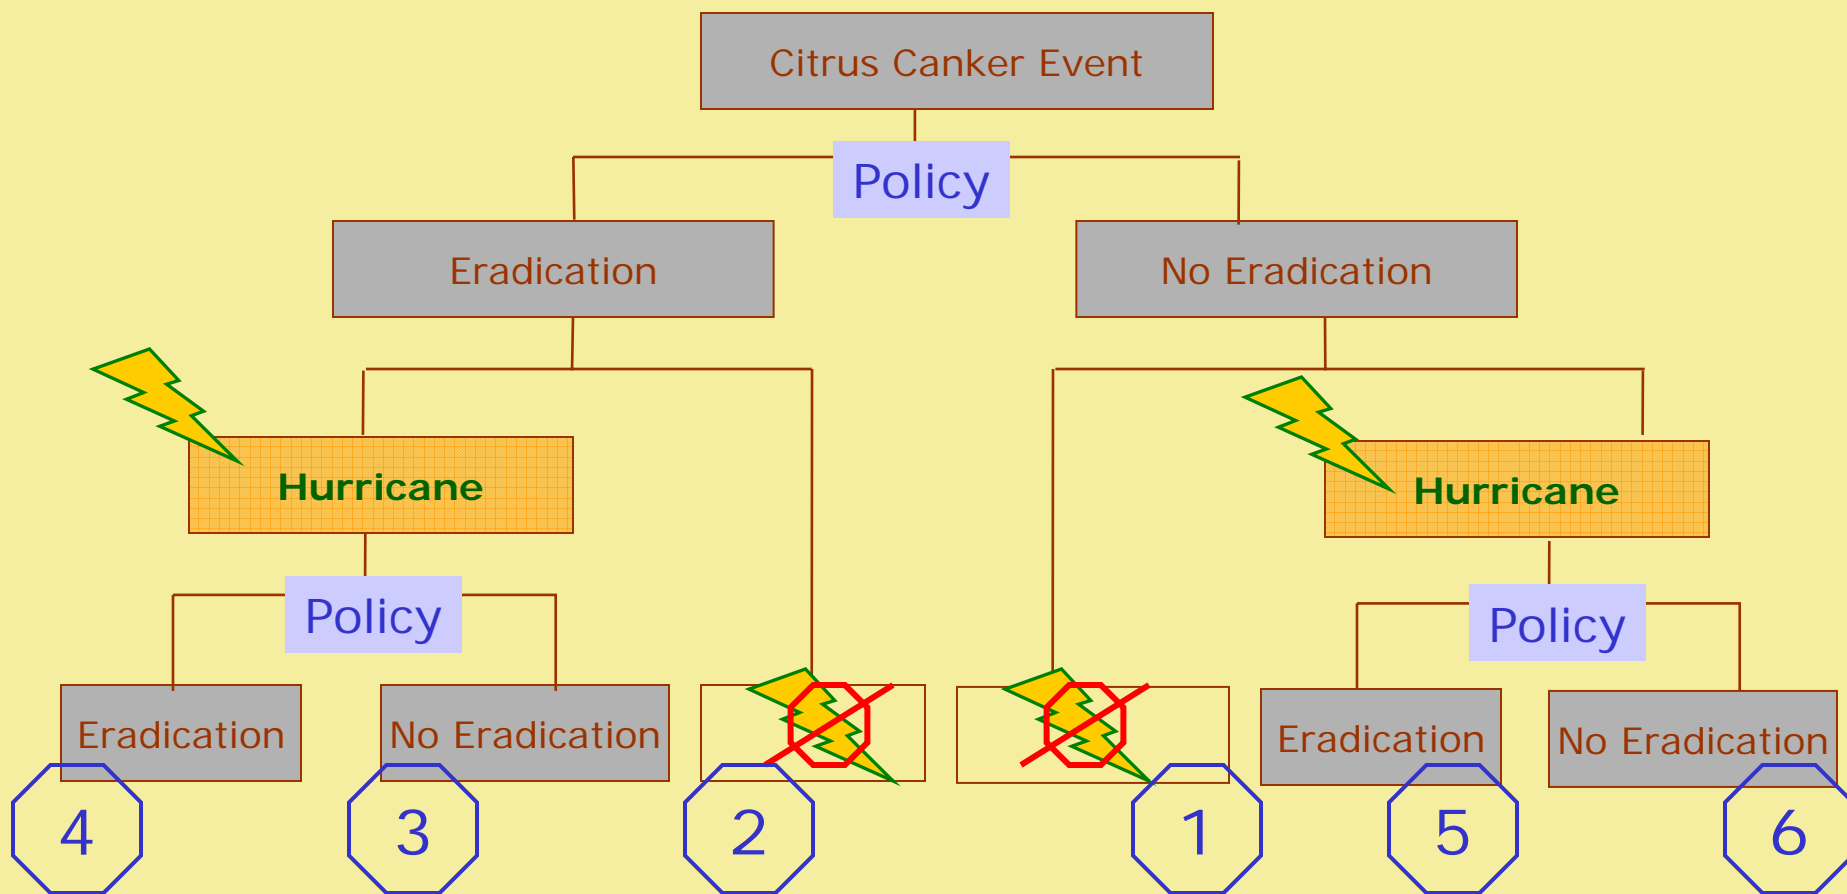 Citrus Canker Event
Policy
Eradication
No Eradication
Hurricane
Hurricane
Policy
Policy
Eradication
No Eradication
Eradication
No Eradication
4
3
2
1
5
6